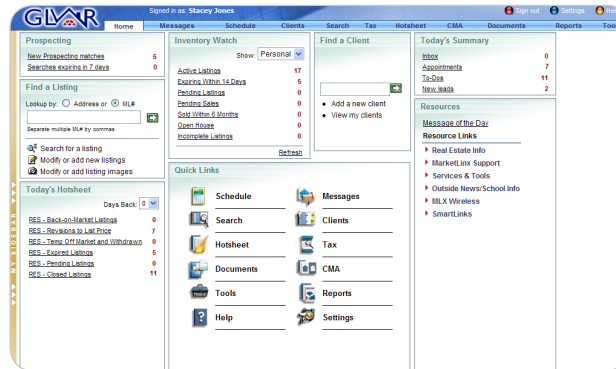 GLVAR
Signed in as: Stacey Jones
Sign out
Settings
Home
Messages
Schedule
Clients
Search
Tax
Hotsheet
CMA
Documents
Reports
Prospecting
New Prospecting matches 5
Searches expiring in 7 days 0
Find a Listing
Lookup by: Address or ML#
Separate multiple ML# by commas
Search for a listing
Modify or add new listings
Modify or add listing images
Today's Hotsheet
Days Back: 0
RES - Back-on-Market Listings 0
RES - Revisions to List Price 7
RES - Temp Off Market and Withdrawn 0
RES - Expired Listings 5
RES - Pending Listings 0
RES - Closed Listings 11
Inventory Watch
Show: Personal
Active Listings 17
Expiring Within 14 Days 5
Pending Listings 0
Pending Sales 0
Sold Within 6 Months 0
Open House 0
Incomplete Listings 0
Refresh
Find a Client
Add a new client
View my clients
Quick Links
Schedule
Messages
Search
Clients
Hotsheet
Tax
Documents
CMA
Tools
Reports
Help
Settings
Today's Summary
Inbox 0
Appointments 7
To-Dos 11
New leads 2
Resources
Message of the Day
Resource Links
Real Estate Info
MarketLinx Support
Services & Tools
Outside News/School Info
MLX Wireless
SmartLinks